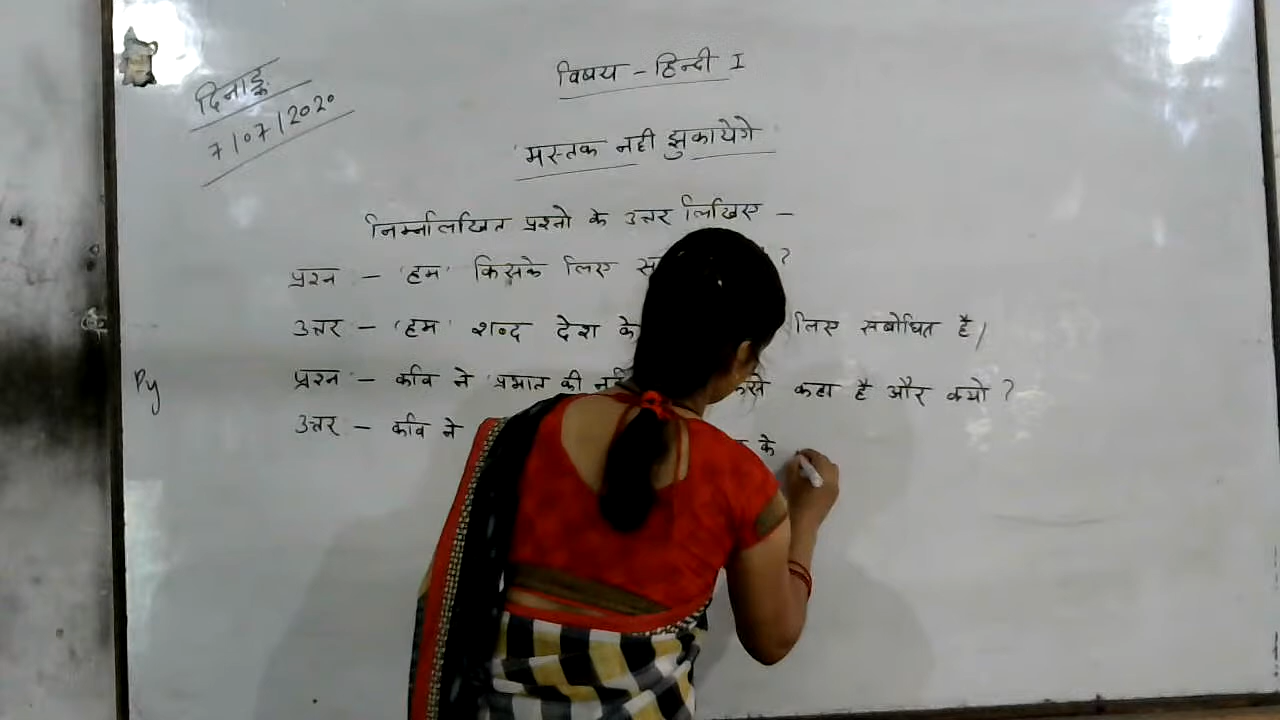 दिनाङ्क
7/07/2020
विषय - हिन्दी I
मस्तक नही झुकायेगे
निम्नलिखित प्रश्नो के उत्तर लिखिए -
प्रश्न - 'हम' किसके लिए ?
उत्तर - 'हम' शब्द देश के लिए सबोधित है।
प्रश्न - कवि ने 'प्रभात की कहा है और क्यो ?
उत्तर - कवि ने के
Py